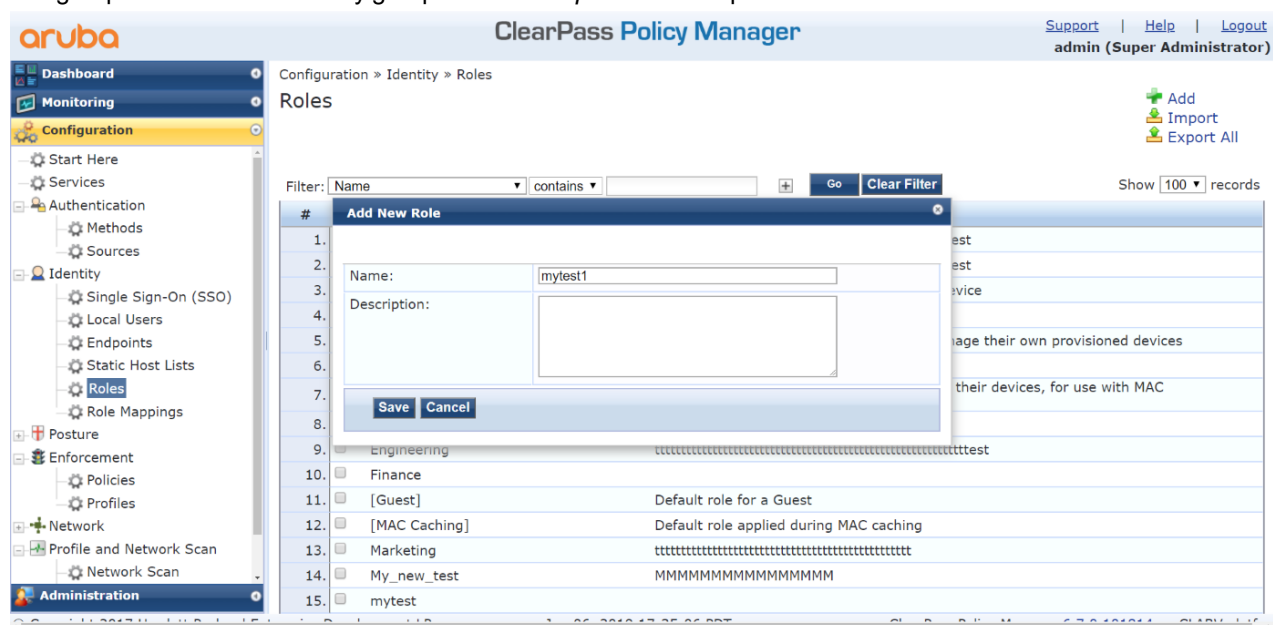 aruba
ClearPass Policy Manager
Support | Help | Logout
admin (Super Administrator)
Dashboard
Monitoring
Configuration
Start Here
Services
Authentication
Methods
Sources
Identity
Single Sign-On (SSO)
Local Users
Endpoints
Static Host Lists
Roles
Role Mappings
Posture
Enforcement
Policies
Profiles
Network
Profile and Network Scan
Network Scan
Administration
Configuration » Identity » Roles
Roles
Add
Import
Export All
Filter: Name contains Go Clear Filter Show 100 records
#
Add New Role
Name: mytest1
Description:
Save Cancel
1. est
2. est
3. evice
4.
5. age their own provisioned devices
6.
7. their devices, for use with MAC
8.
9. Engineering
10. Finance
11. [Guest] Default role for a Guest
12. [MAC Caching] Default role applied during MAC caching
13. Marketing
14. My_new_test MMMMMMMMMMMMMMMM
15. mytest